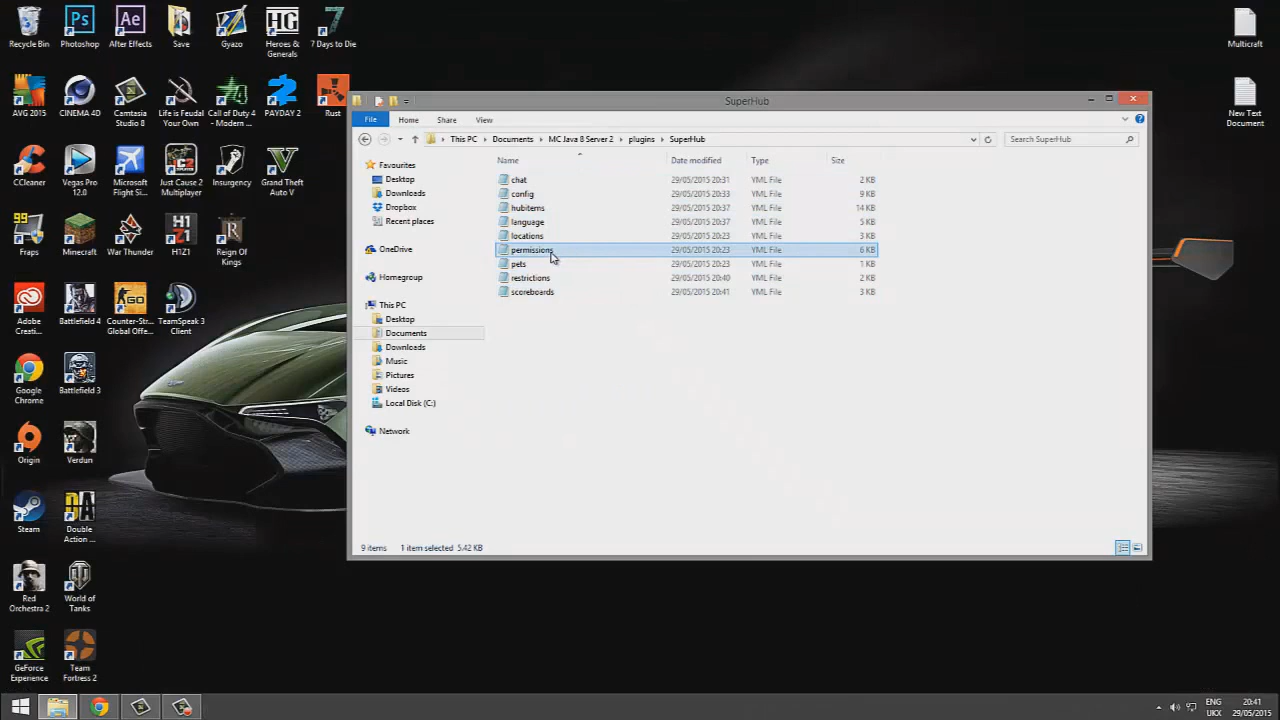 Recycle Bin
Photoshop
After Effects
Save
Gyazo
Heroes &
Generals
7 Days to Die
Multicraft
AVG 2015
CINEMA 4D
Camtasia
Studio 8
Life is Feudal
Your Own
Call of Duty 4
- Modern ...
PAYDAY 2
Rust
New Text
Document
CCleaner
Vegas Pro
12.0
Microsoft
Flight Si...
Just Cause 2
Multiplayer
Insurgency
Grand Theft
Auto V
99
Fraps
Minecraft
War Thunder
H1Z1
H1Z1
Reign Of
Kings
Adobe
Creati...
Battlefield 4
Counter-Str...
Global Offe...
TeamSpeak 3
Client
Google
Chrome
Battlefield 3
Origin
Verdun
Steam
Double
Action ...
Red
Orchestra 2
World of
Tanks
GeForce
Experience
Team
Fortress 2
SuperHub
File
Home
Share
View
This PC
Documents
MC Java 8 Server 2
plugins
SuperHub
Search SuperHub
Favourites
Desktop
Downloads
Dropbox
Recent places
OneDrive
Homegroup
This PC
Desktop
Documents
Downloads
Music
Pictures
Videos
Local Disk (C:)
Network
Name Date modified Type Size
chat 29/05/2015 20:31 YML File 2 KB
config 29/05/2015 20:33 YML File 9 KB
hubitems 29/05/2015 20:37 YML File 14 KB
language 29/05/2015 20:37 YML File 5 KB
locations 29/05/2015 20:23 YML File 3 KB
permissions 29/05/2015 20:23 YML File 6 KB
pets 29/05/2015 20:23 YML File 1 KB
restrictions 29/05/2015 20:40 YML File 2 KB
scoreboards 29/05/2015 20:41 YML File 3 KB
9 items 1 item selected 5.42 KB
ENG
UKX
20:41
29/05/2015